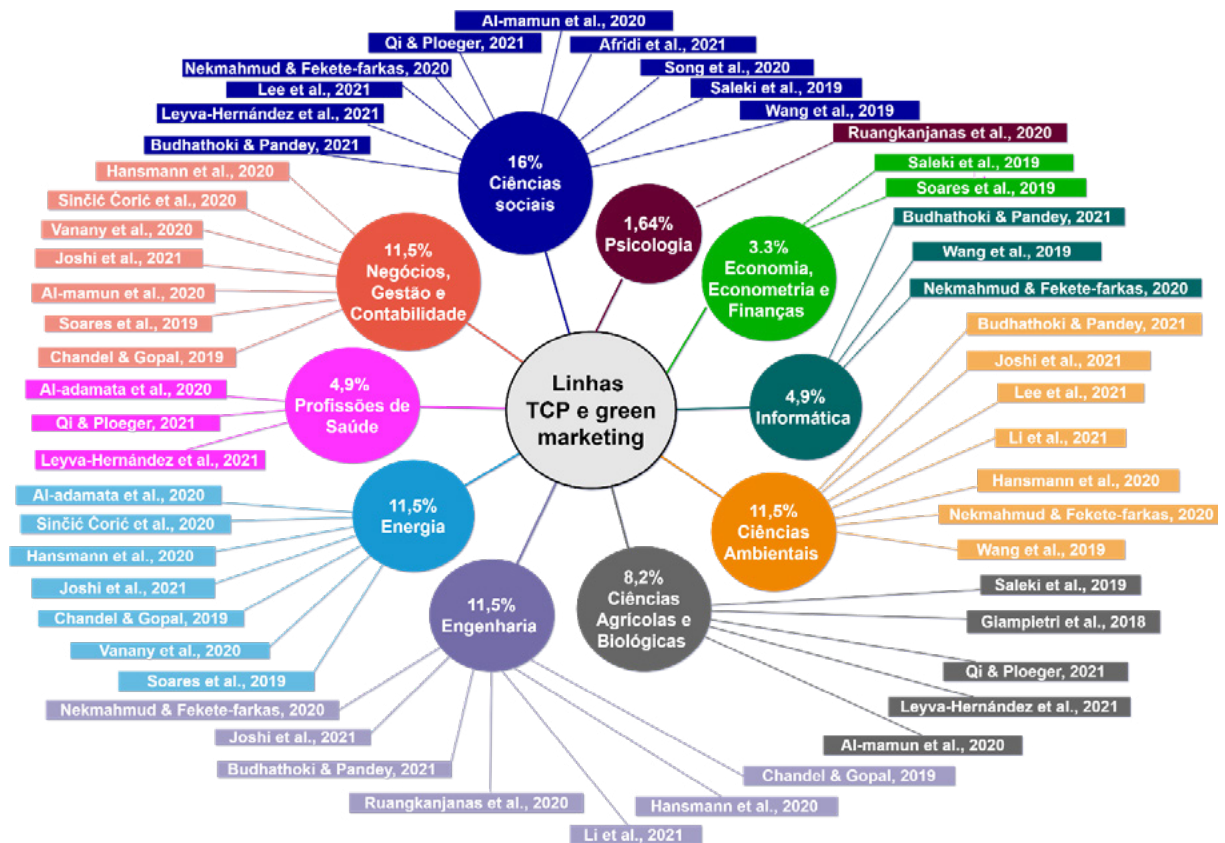 Linhas
TCP e green
marketing
16%
Ciências
sociais
Al-mamun et al., 2020
Qi & Ploeger, 2021
Afridi et al., 2021
Nekmahmud & Fekete-farkas, 2020
Song et al., 2020
Lee et al., 2021
Saleki et al., 2019
Leyva-Hernández et al., 2021
Wang et al., 2019
Budhathoki & Pandey, 2021
1,64%
Psicologia
Ruangkanjanas et al., 2020
3.3%
Economia,
Econometria e
Finanças
Saleki et al., 2019
Soares et al., 2019
4,9%
Informática
Budhathoki & Pandey, 2021
Wang et al., 2019
Nekmahmud & Fekete-farkas, 2020
11,5%
Ciências
Ambientais
Budhathoki & Pandey, 2021
Joshi et al., 2021
Lee et al., 2021
LI et al., 2021
Hansmann et al., 2020
Nekmahmud & Fekete-farkas, 2020
Wang et al., 2019
8,2%
Ciências
Agrícolas e
Biológicas
Saleki et al., 2019
Giampietri et al., 2018
Qi & Ploeger, 2021
Leyva-Hernández et al., 2021
Al-mamun et al., 2020
11,5%
Engenharia
Nekmahmud & Fekete-farkas, 2020
Joshi et al., 2021
Budhathoki & Pandey, 2021
Ruangkanjanas et al., 2020
Li et al., 2021
Hansmann et al., 2020
Chandel & Gopal, 2019
11,5%
Energia
Al-adamata et al., 2020
Sinčić Ćorić et al., 2020
Hansmann et al., 2020
Joshi et al., 2021
Chandel & Gopal, 2019
Vanany et al., 2020
Soares et al., 2019
4,9%
Profissões de
Saúde
Al-adamata et al., 2020
Qi & Ploeger, 2021
Leyva-Hernández et al., 2021
11,5%
Negócios,
Gestão e
Contabilidade
Hansmann et al., 2020
Sinčić Ćorić et al., 2020
Vanany et al., 2020
Joshi et al., 2021
Al-mamun et al., 2020
Soares et al., 2019
Chandel & Gopal, 2019